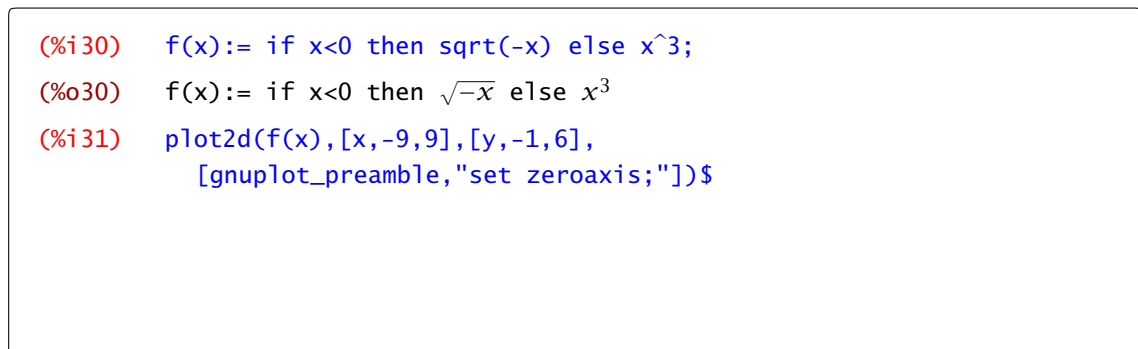 (%i30) f(x):= if x<0 then sqrt(-x) else x^3;
(%o30) f(x):= if x<0 then √−x else x³
(%i31) plot2d(f(x),[x,-9,9],[y,-1,6],
[gnuplot_preamble,"set zeroaxis;"])$